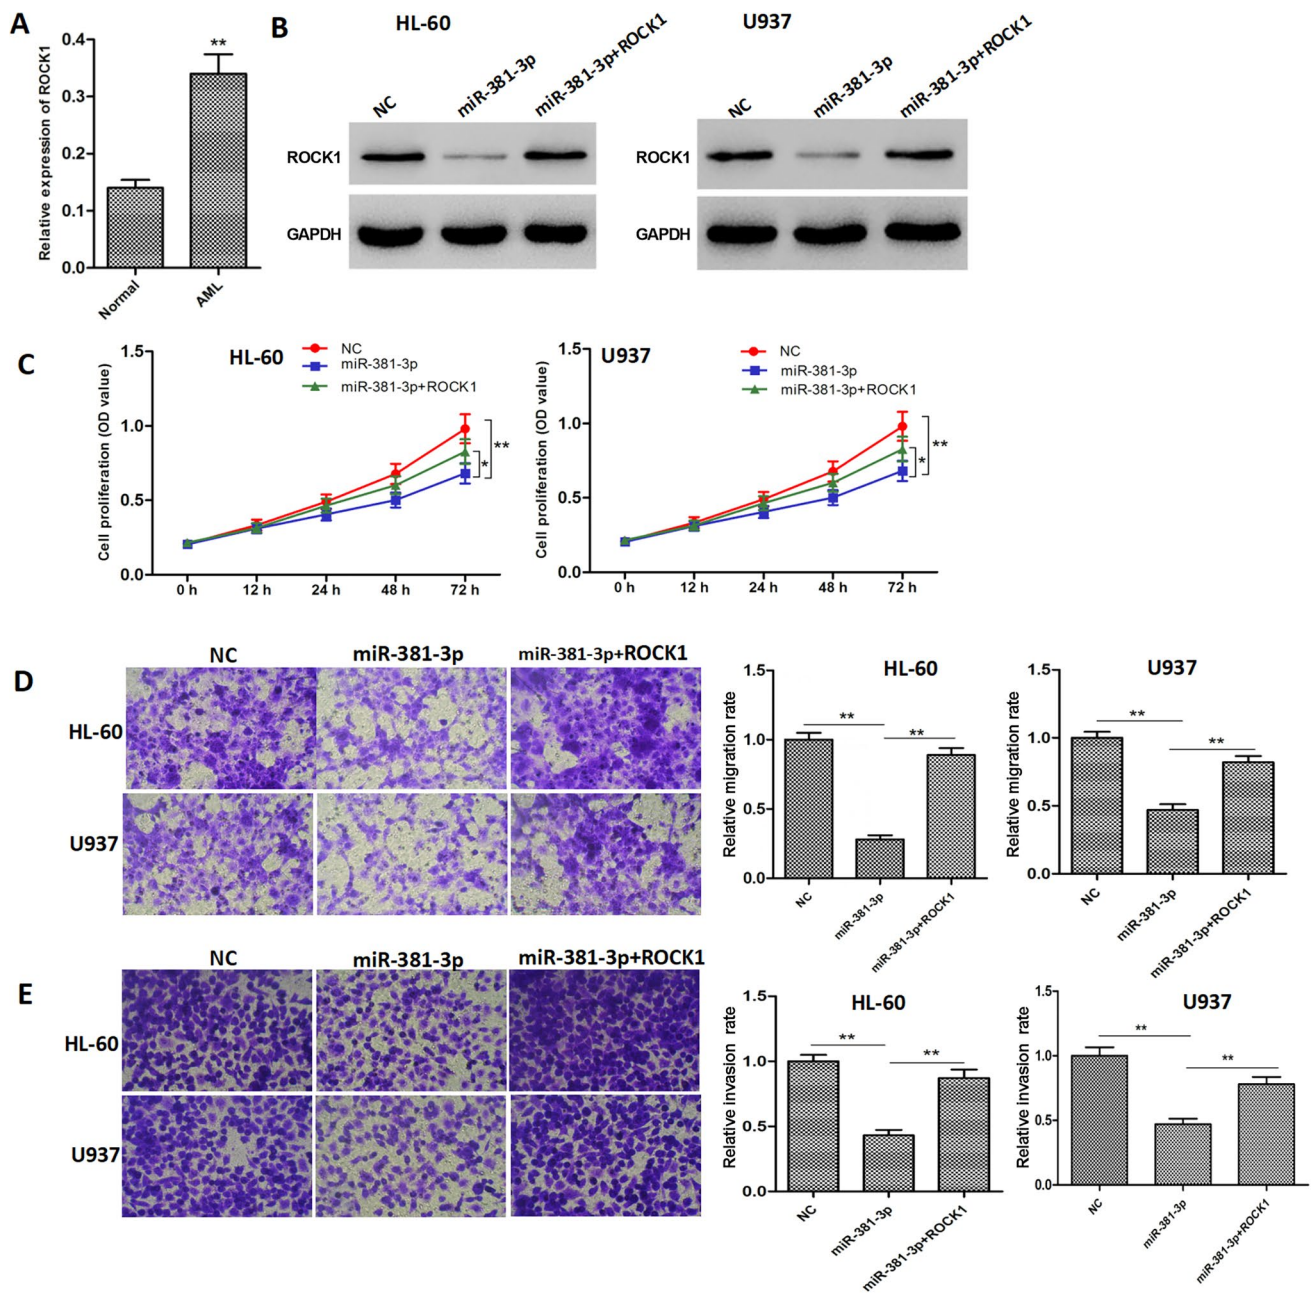 A
Relative expression of ROCK1
0.4
0.3
0.2
0.1
0.0
**
Normal
AML
B
HL-60
NC
miR-381-3p
miR-381-3p+ROCK1
ROCK1
GAPDH
U937
NC
miR-381-3p
miR-381-3p+ROCK1
ROCK1
GAPDH
C
HL-60
NC
miR-381-3p
miR-381-3p+ROCK1
Cell proliferation (OD value)
1.5
1.0
0.5
0.0
0 h
12 h
24 h
48 h
72 h
*
**
U937
NC
miR-381-3p
miR-381-3p+ROCK1
Cell proliferation (OD value)
1.5
1.0
0.5
0.0
0 h
12 h
24 h
48 h
72 h
*
**
D
NC
miR-381-3p
miR-381-3p+ROCK1
HL-60
U937
HL-60
Relative migration rate
1.5
1.0
0.5
0.0
**
**
NC
miR-381-3p
miR-381-3p+ROCK1
U937
Relative migration rate
1.5
1.0
0.5
0.0
**
**
NC
miR-381-3p
miR-381-3p+ROCK1
E
NC
miR-381-3p
miR-381-3p+ROCK1
HL-60
U937
HL-60
Relative invasion rate
1.5
1.0
0.5
0.0
**
**
NC
miR-381-3p
miR-381-3p+ROCK1
U937
Relative invasion rate
1.5
1.0
0.5
0.0
**
**
NC
miR-381-3p
miR-381-3p+ROCK1